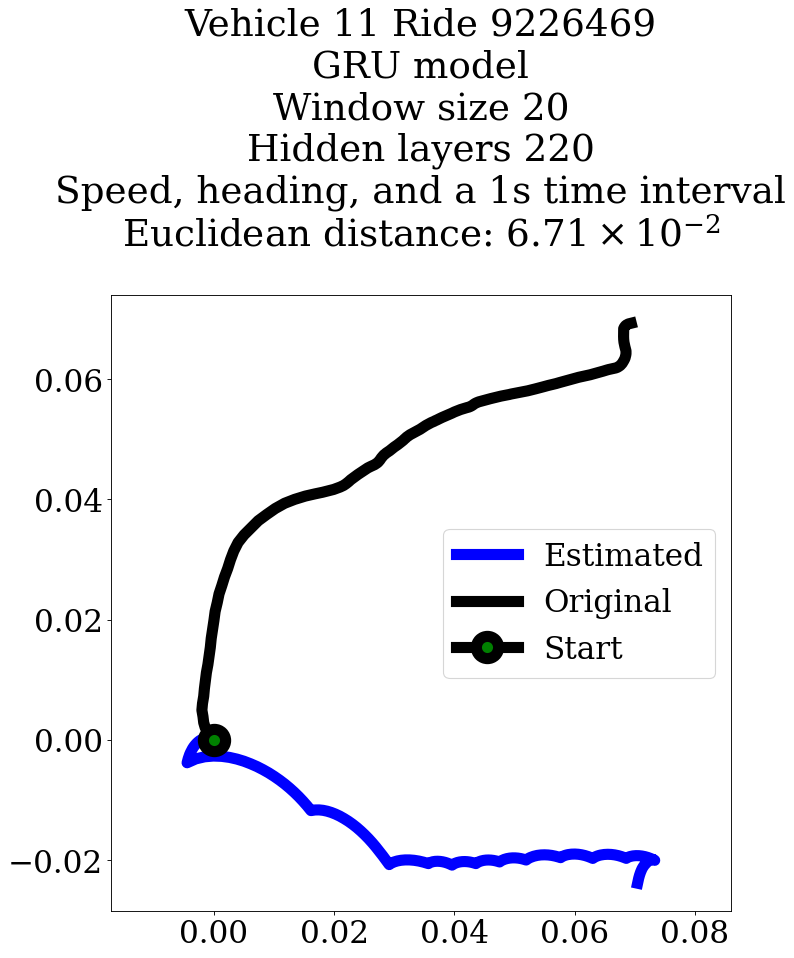 Vehicle 11 Ride 9226469
GRU model
Window size 20
Hidden layers 220
Speed, heading, and a 1s time interval
Euclidean distance: 6.71 × 10⁻²
0.06
0.04
0.02
0.00
−0.02
Estimated
Original
Start
0.00 0.02 0.04 0.06 0.08